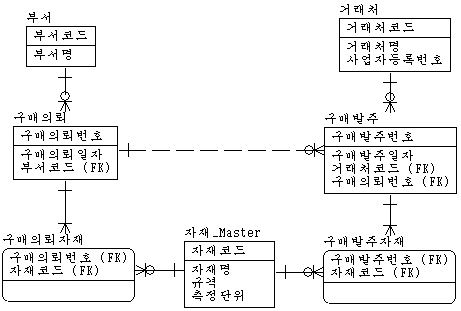 부서
부서코드
부서명
거래처
거래처코드
거래처명
사업자등록번호
구매의뢰
구매의뢰번호
구매의뢰일자
부서코드 (FK)
구매발주
구매발주번호
구매발주일자
거래처코드 (FK)
구매의뢰번호 (FK)
구매의뢰자재
구매의뢰번호 (FK)
자재코드 (FK)
자재_Master
자재코드
자재명
규격
측정단위
구매발주자재
구매발주번호 (FK)
자재코드 (FK)